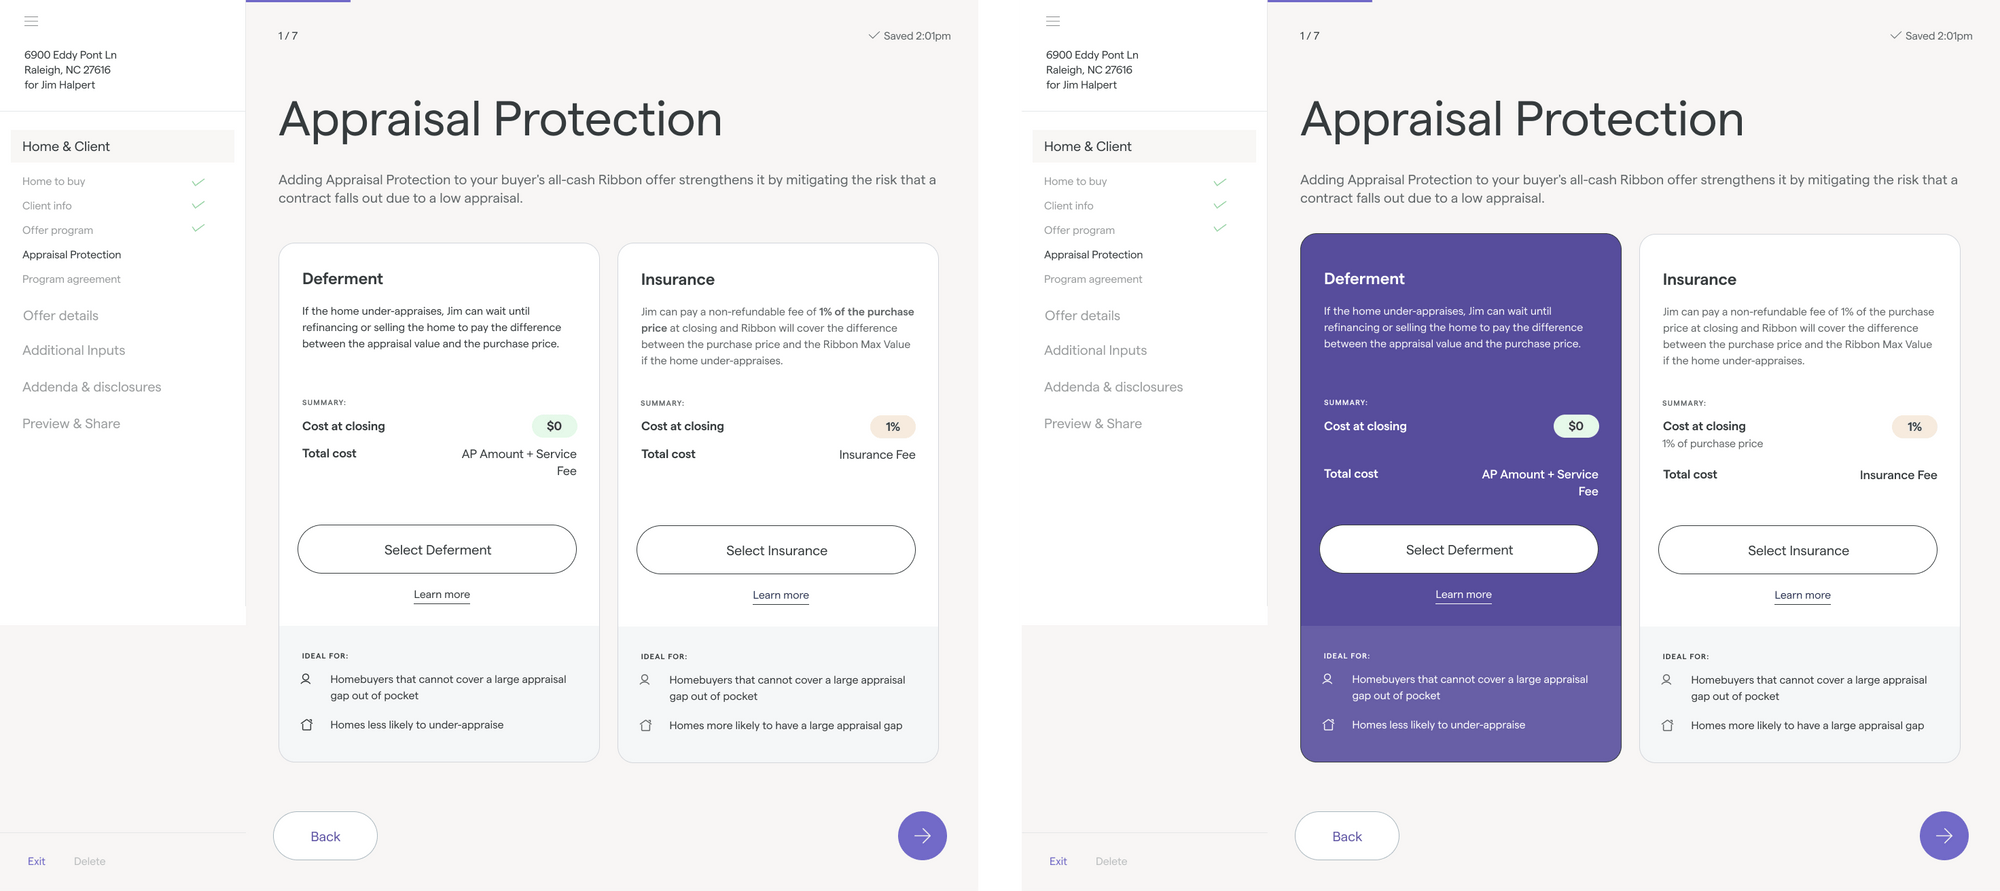 6900 Eddy Pont Ln
Raleigh, NC 27616
for Jim Halpert
Home & Client
Home to buy
Client info
Offer program
Appraisal Protection
Program agreement
Offer details
Additional Inputs
Addenda & disclosures
Preview & Share
Exit Delete
1 / 7
Saved 2:01pm
Appraisal Protection
Adding Appraisal Protection to your buyer's all-cash Ribbon offer strengthens it by mitigating the risk that a
contract falls out due to a low appraisal.
Deferment
If the home under-appraises, Jim can wait until
refinancing or selling the home to pay the difference
between the appraisal value and the purchase price.
SUMMARY:
Cost at closing $0
Total cost AP Amount + Service
Fee
Select Deferment
Learn more
IDEAL FOR:
Homebuyers that cannot cover a large appraisal
gap out of pocket
Homes less likely to under-appraise
Insurance
Jim can pay a non-refundable fee of 1% of the purchase
price at closing and Ribbon will cover the difference
between the purchase price and the Ribbon Max Value
if the home under-appraises.
SUMMARY:
Cost at closing 1%
Total cost Insurance Fee
Select Insurance
Learn more
IDEAL FOR:
Homebuyers that cannot cover a large appraisal
gap out of pocket
Homes more likely to have a large appraisal gap
Back
6900 Eddy Pont Ln
Raleigh, NC 27616
for Jim Halpert
Home & Client
Home to buy
Client info
Offer program
Appraisal Protection
Program agreement
Offer details
Additional Inputs
Addenda & disclosures
Preview & Share
Exit Delete
1 / 7
Saved 2:01pm
Appraisal Protection
Adding Appraisal Protection to your buyer's all-cash Ribbon offer strengthens it by mitigating the risk that a
contract falls out due to a low appraisal.
Deferment
If the home under-appraises, Jim can wait until
refinancing or selling the home to pay the difference
between the appraisal value and the purchase price.
SUMMARY:
Cost at closing $0
Total cost AP Amount + Service
Fee
Select Deferment
Learn more
IDEAL FOR:
Homebuyers that cannot cover a large appraisal
gap out of pocket
Homes less likely to under-appraise
Insurance
Jim can pay a non-refundable fee of 1% of the purchase
price at closing and Ribbon will cover the difference
between the purchase price and the Ribbon Max Value
if the home under-appraises.
SUMMARY:
Cost at closing 1%
1% of purchase price
Total cost Insurance Fee
Select Insurance
Learn more
IDEAL FOR:
Homebuyers that cannot cover a large appraisal
gap out of pocket
Homes more likely to have a large appraisal gap
Back